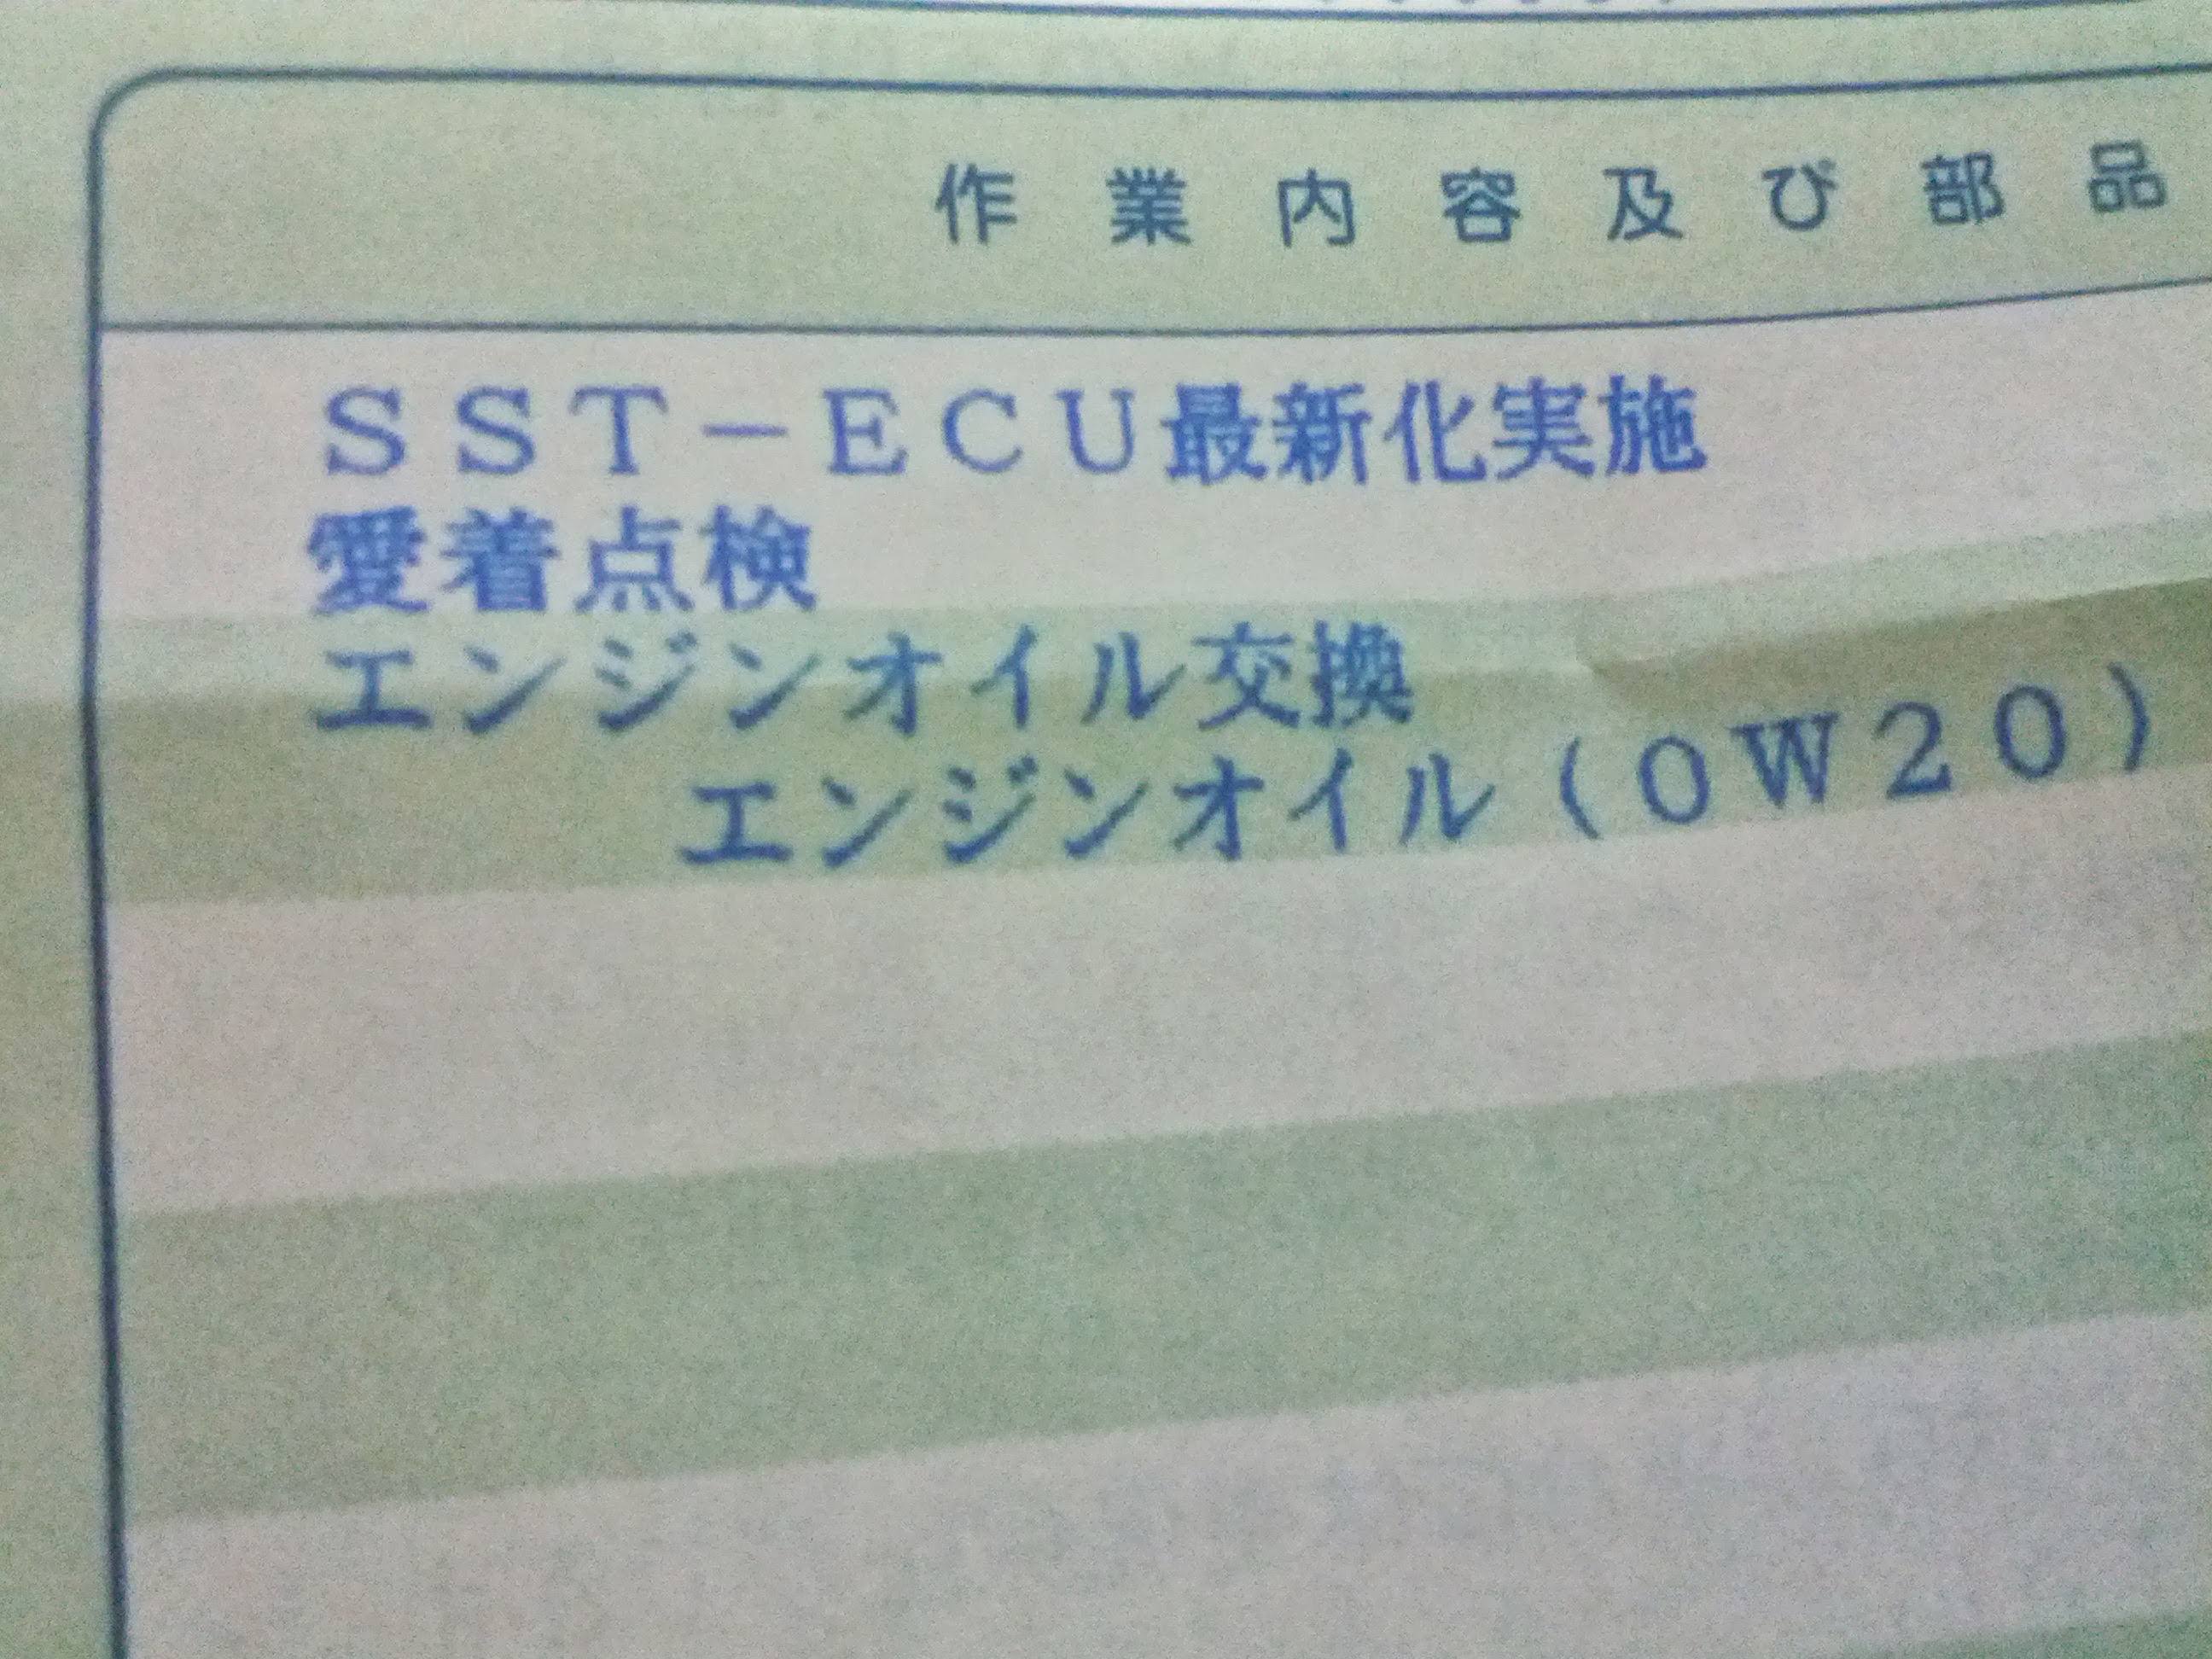 作業内容及び部品
ＳＳＴ－ＥＣＵ最新化実施
愛着点検
エンジンオイル交換
エンジンオイル（０Ｗ２０）